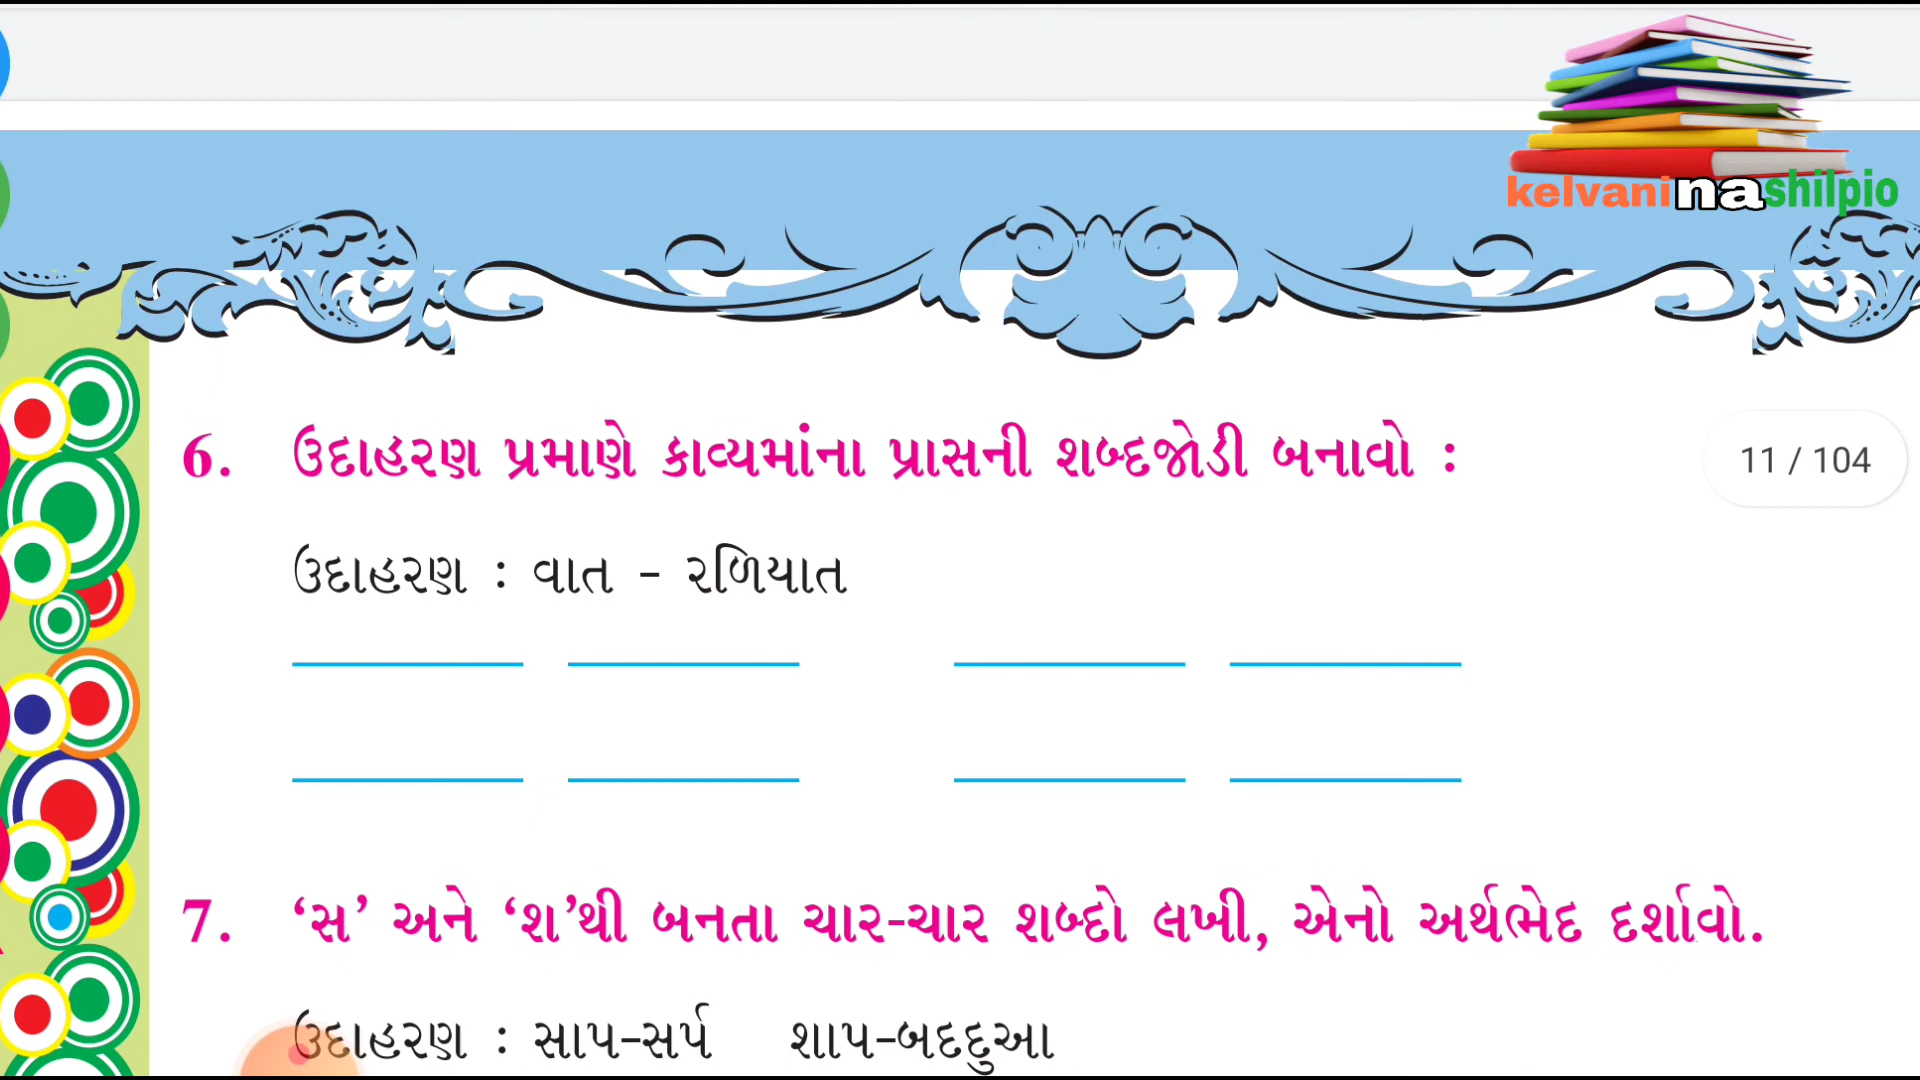 kelvaninashilpio
6. ઉદાહરણ પ્રમાણે કાવ્યમાંના પ્રાસની શબ્દજોડી બનાવો :
11 / 104
ઉદાહરણ : વાત - રળિયાત
7. ‘સ’ અને ‘શ’થી બનતા ચાર-ચાર શબ્દો લખી, એનો અર્થભેદ દર્શાવો.
ઉદાહરણ : સાપ-સર્પ શાપ-બદદુઆ